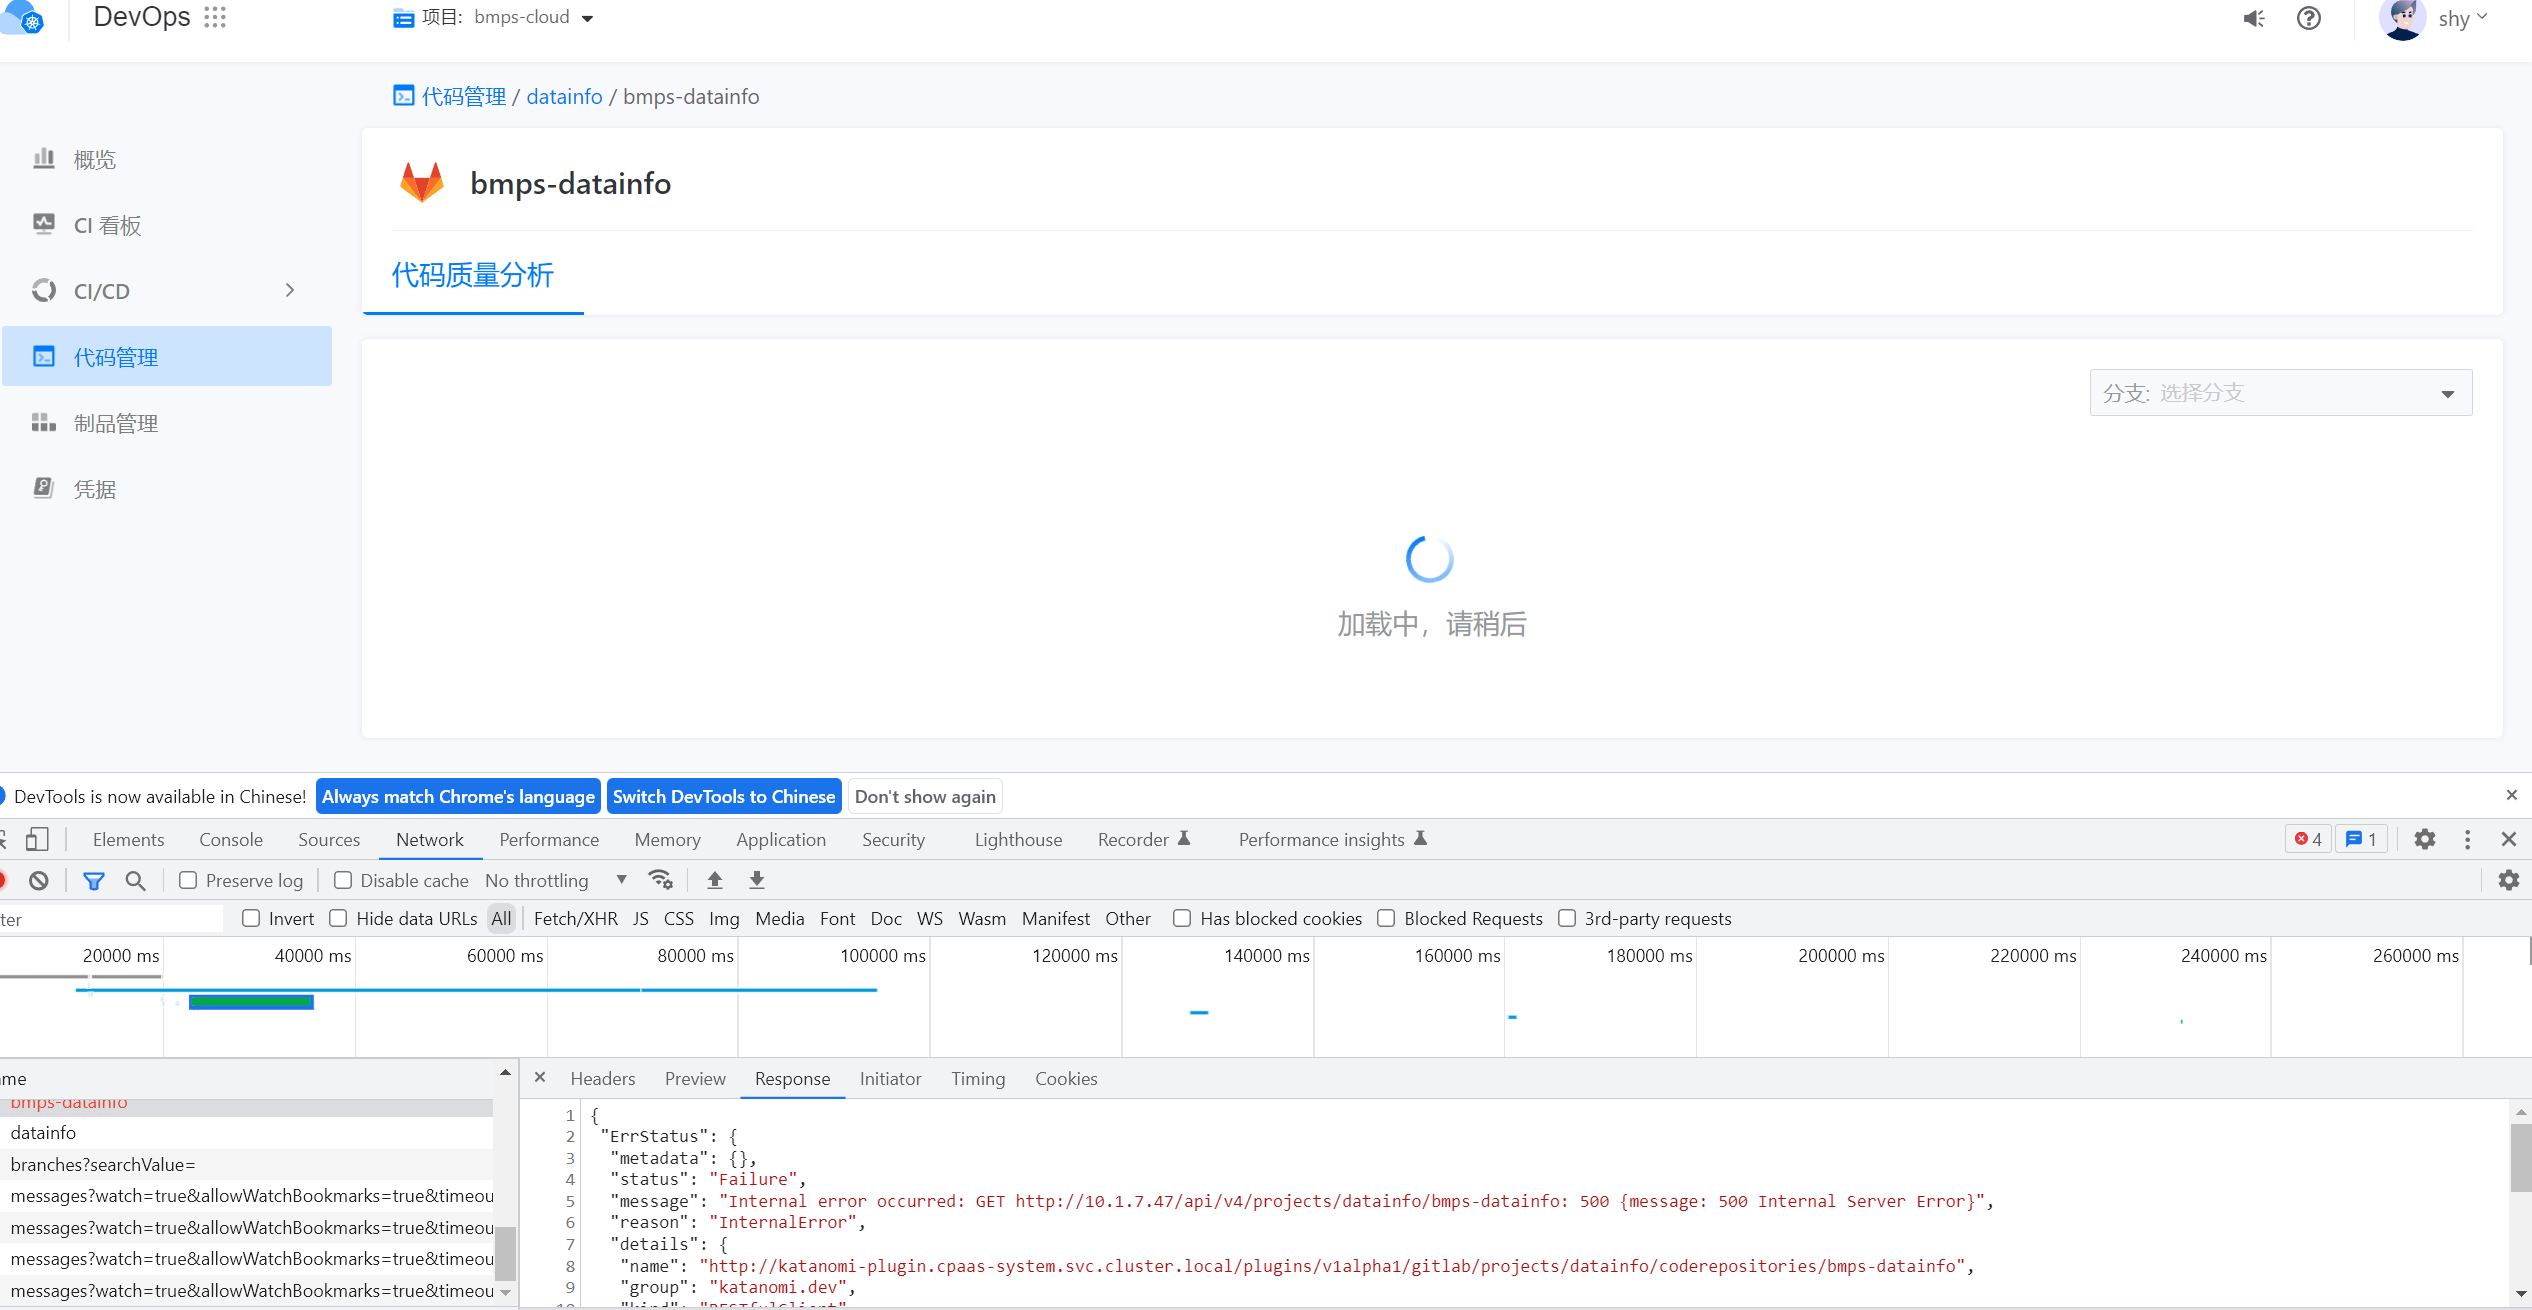 DevOps
项目: bmps-cloud
shy
代码管理 / datainfo / bmps-datainfo
概览
CI 看板
CI/CD
代码管理
制品管理
凭据
bmps-datainfo
代码质量分析
分支: 选择分支
加载中，请稍后
DevTools is now available in Chinese! Always match Chrome's language Switch DevTools to Chinese Don't show again
Elements Console Sources Network Performance Memory Application Security Lighthouse Recorder Performance insights 4 1
Preserve log Disable cache No throttling
ter Invert Hide data URLs All Fetch/XHR JS CSS Img Media Font Doc WS Wasm Manifest Other Has blocked cookies Blocked Requests 3rd-party requests
20000 ms 40000 ms 60000 ms 80000 ms 100000 ms 120000 ms 140000 ms 160000 ms 180000 ms 200000 ms 220000 ms 240000 ms 260000 ms
me
bmps-datainfo
datainfo
branches?searchValue=
messages?watch=true&allowWatchBookmarks=true&timeou
messages?watch=true&allowWatchBookmarks=true&timeou
messages?watch=true&allowWatchBookmarks=true&timeou
messages?watch=true&allowWatchBookmarks=true&timeou
Headers Preview Response Initiator Timing Cookies
1 {
2 "ErrStatus": {
3 "metadata": {},
4 "status": "Failure",
5 "message": "Internal error occurred: GET http://10.1.7.47/api/v4/projects/datainfo/bmps-datainfo: 500 {message: 500 Internal Server Error}",
6 "reason": "InternalError",
7 "details": {
8 "name": "http://katanomi-plugin.cpaas-system.svc.cluster.local/plugins/v1alpha1/gitlab/projects/datainfo/coderepositories/bmps-datainfo",
9 "group": "katanomi.dev",
10 "kind": "RESTfulClient"